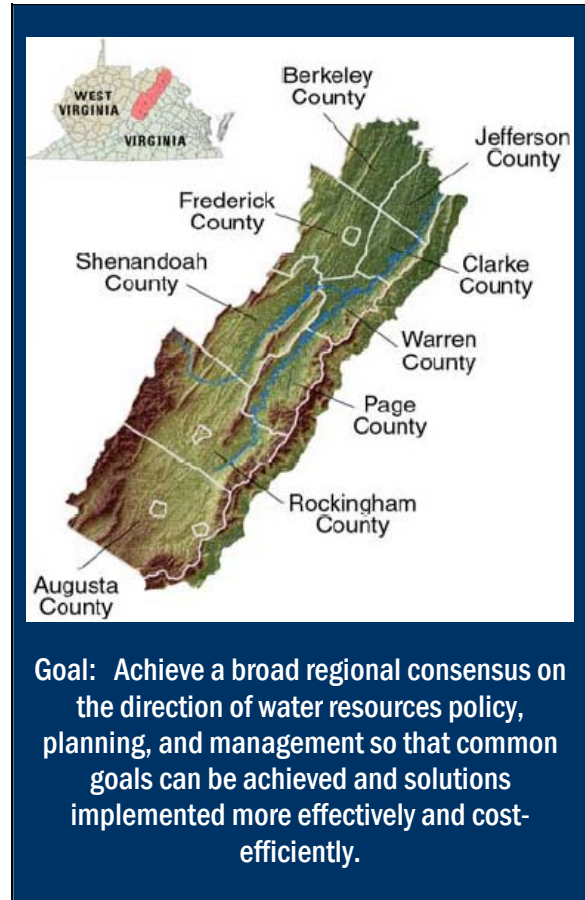 WEST
VIRGINIA
VIRGINIA
Berkeley
County
Jefferson
County
Frederick
County
Shenandoah
County
Clarke
County
Warren
County
Page
County
Rockingham
County
Augusta
County
Goal: Achieve a broad regional consensus on
the direction of water resources policy,
planning, and management so that common
goals can be achieved and solutions
implemented more effectively and cost-
efficiently.